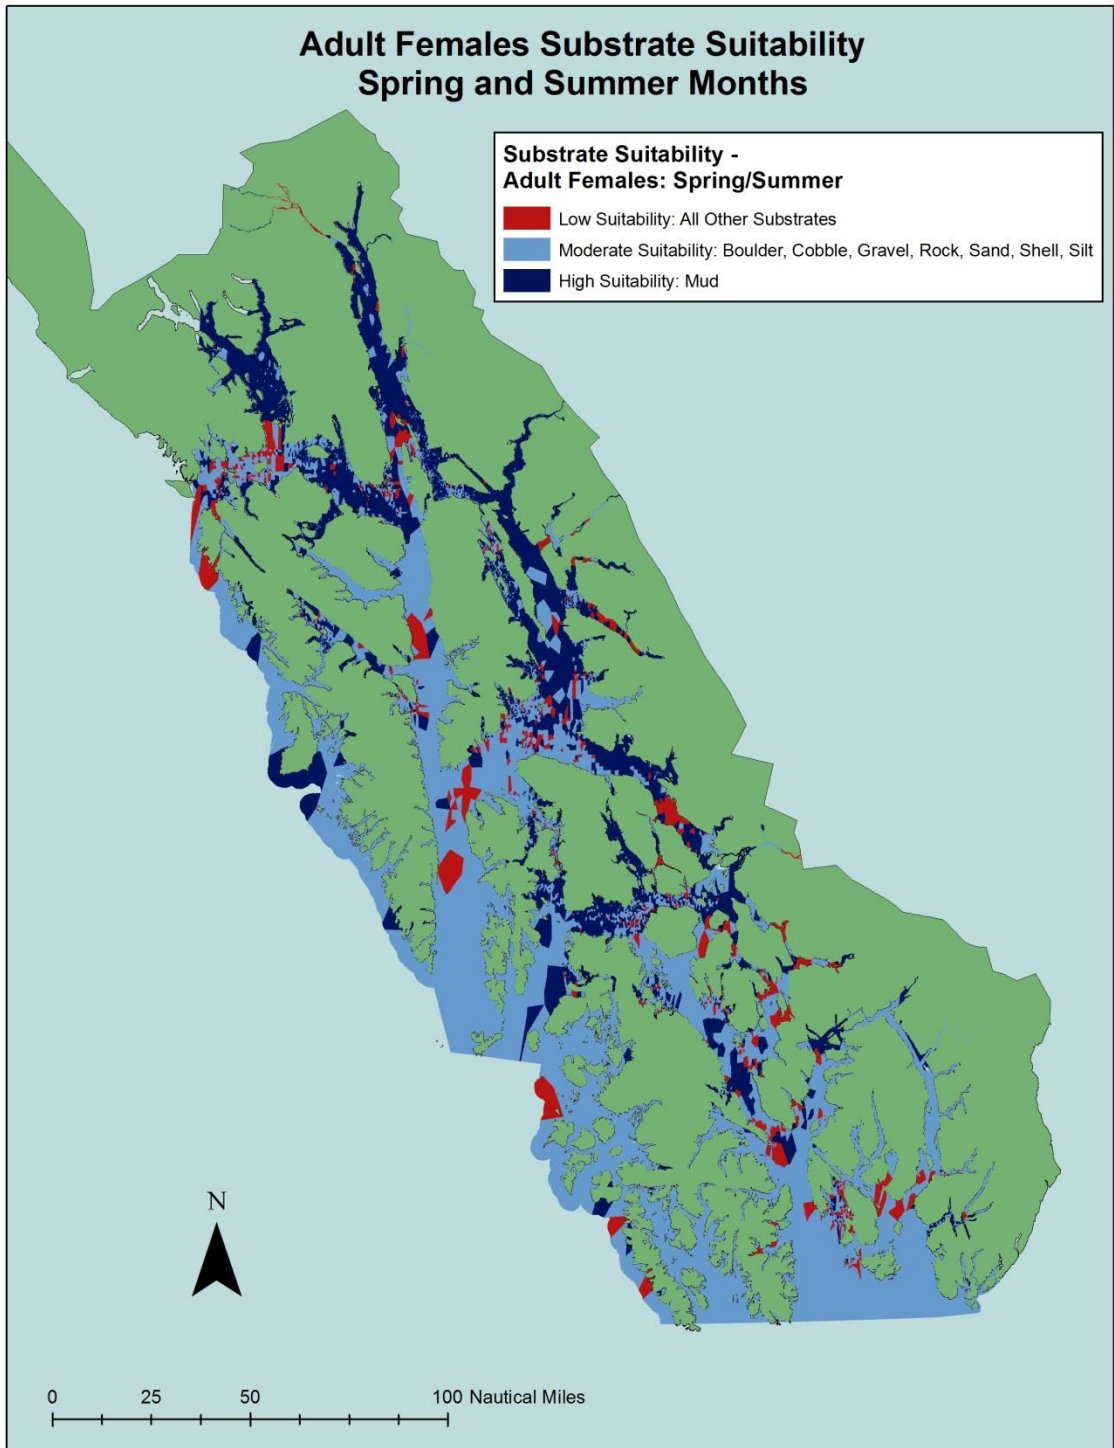 Adult Females Substrate Suitability
Spring and Summer Months
Substrate Suitability -
Adult Females: Spring/Summer
Low Suitability: All Other Substrates
Moderate Suitability: Boulder, Cobble, Gravel, Rock, Sand, Shell, Silt
High Suitability: Mud
N
0 25 50 100 Nautical Miles